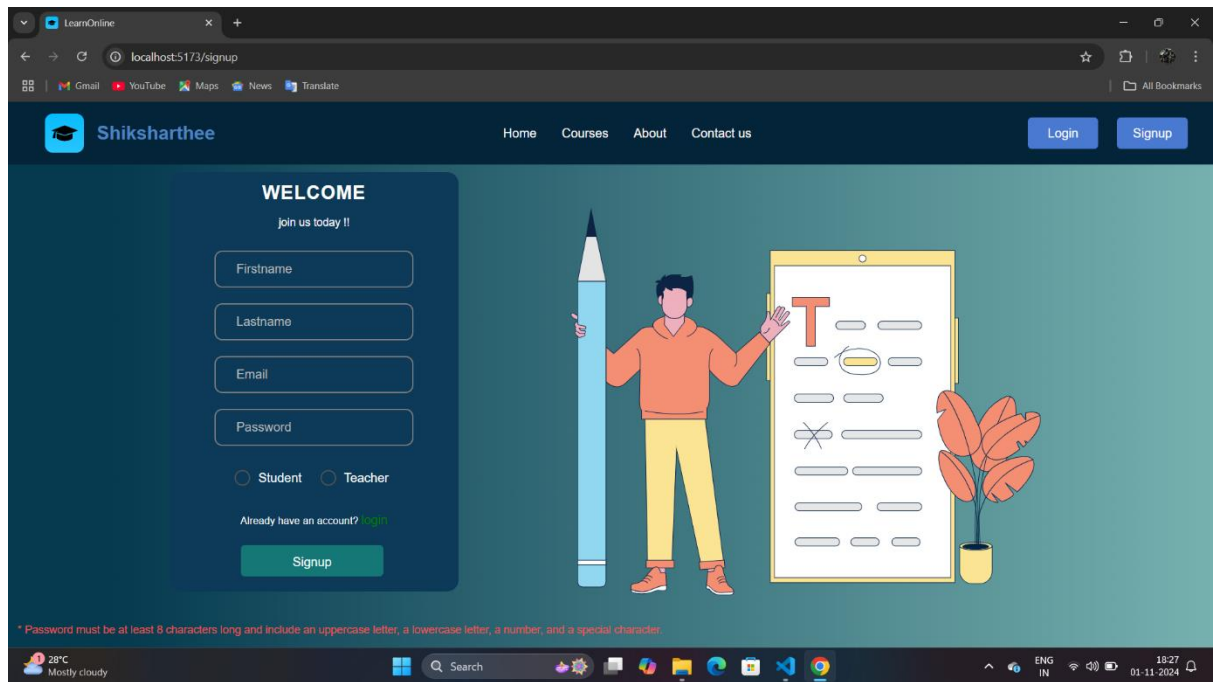 LearnOnline
localhost:5173/signup
Gmail YouTube Maps News Translate All Bookmarks
Shiksharthee Home Courses About Contact us Login Signup
WELCOME
join us today !!
Firstname
Lastname
Email
Password
Student Teacher
Already have an account? login
Signup
T
* Password must be at least 8 characters long and include an uppercase letter, a lowercase letter, a number, and a special character.
1 28°C Search ENG 18:27
Mostly cloudy IN 01-11-2024